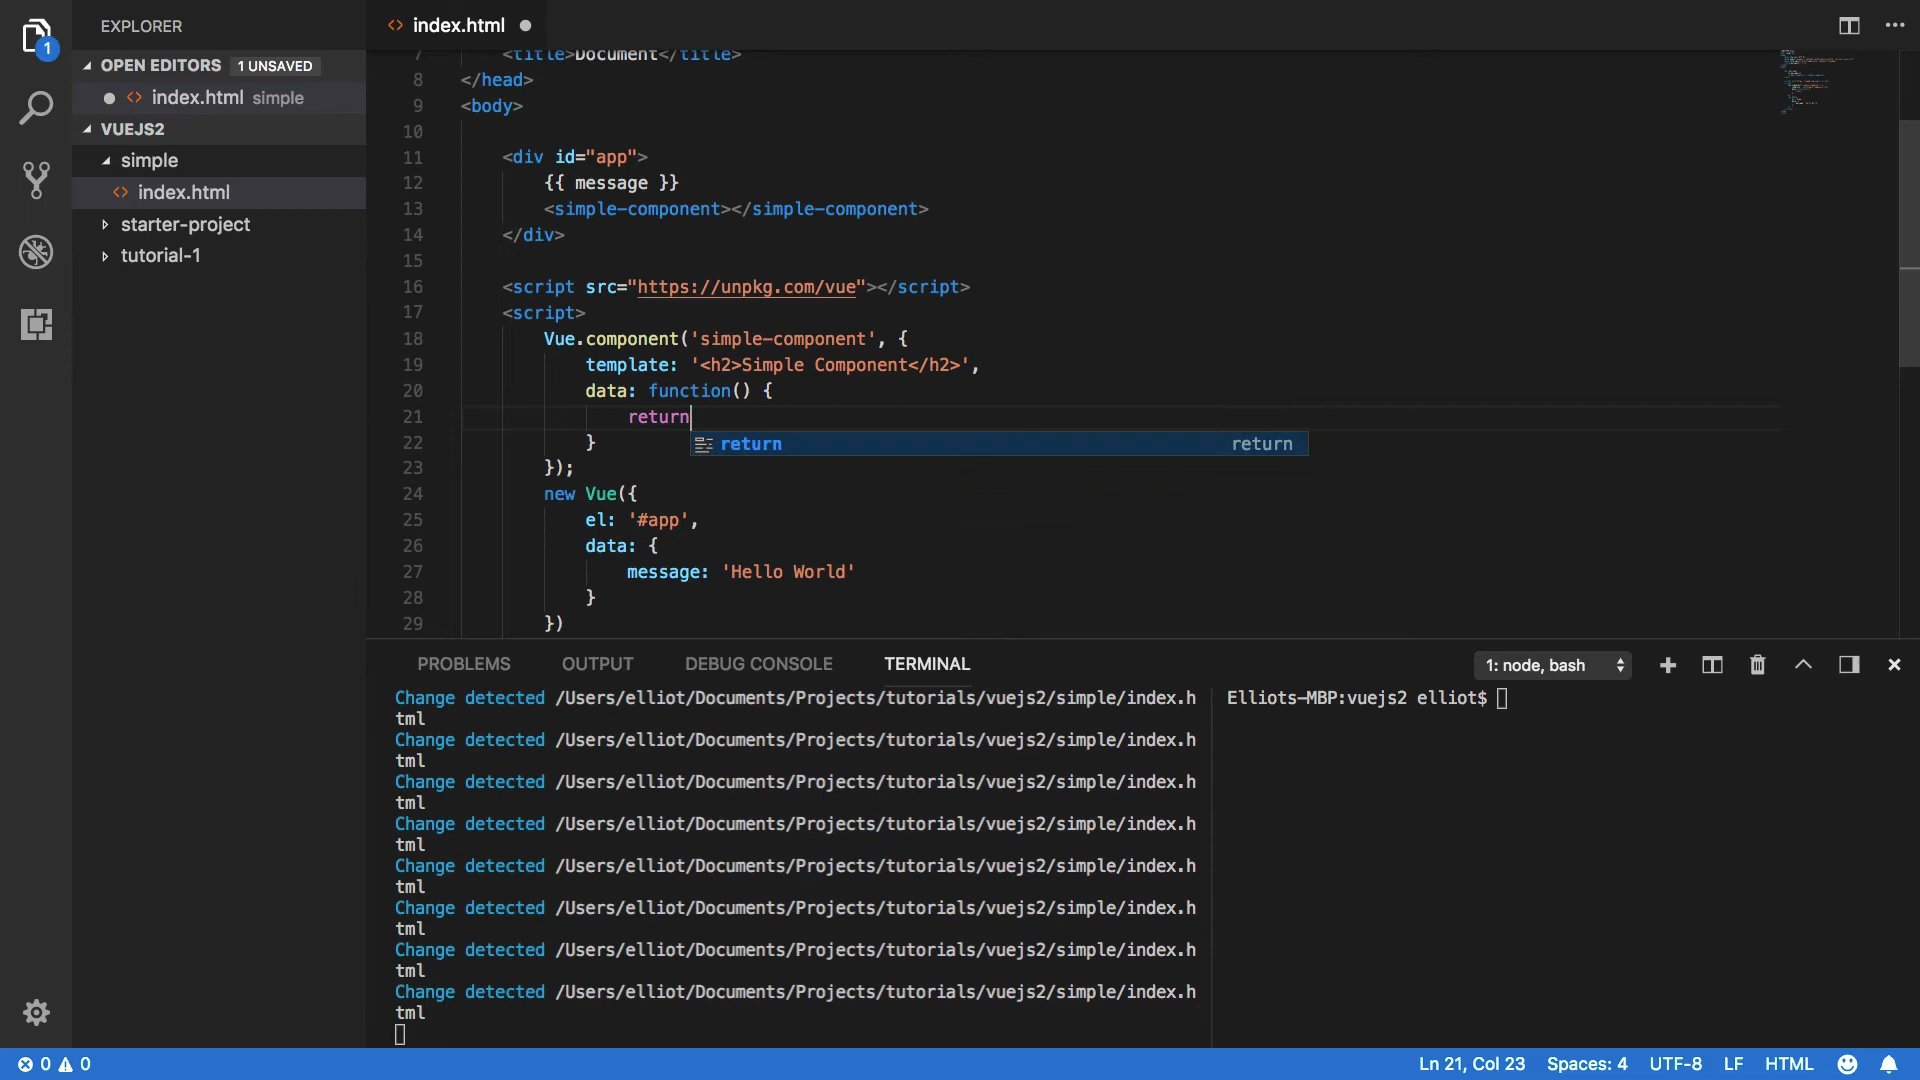 EXPLORER
1
OPEN EDITORS 1 UNSAVED
index.html simple
VUEJS2
simple
index.html
starter-project
tutorial-1
index.html
7 <title>Document</title>
8 </head>
9 <body>
10
11 <div id="app">
12 {{ message }}
13 <simple-component></simple-component>
14 </div>
15
16 <script src="https://unpkg.com/vue"></script>
17 <script>
18 Vue.component('simple-component', {
19 template: '<h2>Simple Component</h2>',
20 data: function() {
21 return
22 }
return return
23 });
24 new Vue({
25 el: '#app',
26 data: {
27 message: 'Hello World'
28 }
29 })
PROBLEMS OUTPUT DEBUG CONSOLE TERMINAL 1: node, bash
Change detected /Users/elliot/Documents/Projects/tutorials/vuejs2/simple/index.h
tml
Change detected /Users/elliot/Documents/Projects/tutorials/vuejs2/simple/index.h
tml
Change detected /Users/elliot/Documents/Projects/tutorials/vuejs2/simple/index.h
tml
Change detected /Users/elliot/Documents/Projects/tutorials/vuejs2/simple/index.h
tml
Change detected /Users/elliot/Documents/Projects/tutorials/vuejs2/simple/index.h
tml
Change detected /Users/elliot/Documents/Projects/tutorials/vuejs2/simple/index.h
tml
Change detected /Users/elliot/Documents/Projects/tutorials/vuejs2/simple/index.h
tml
Change detected /Users/elliot/Documents/Projects/tutorials/vuejs2/simple/index.h
tml
Elliots-MBP:vuejs2 elliot$
0 0 Ln 21, Col 23 Spaces: 4 UTF-8 LF HTML